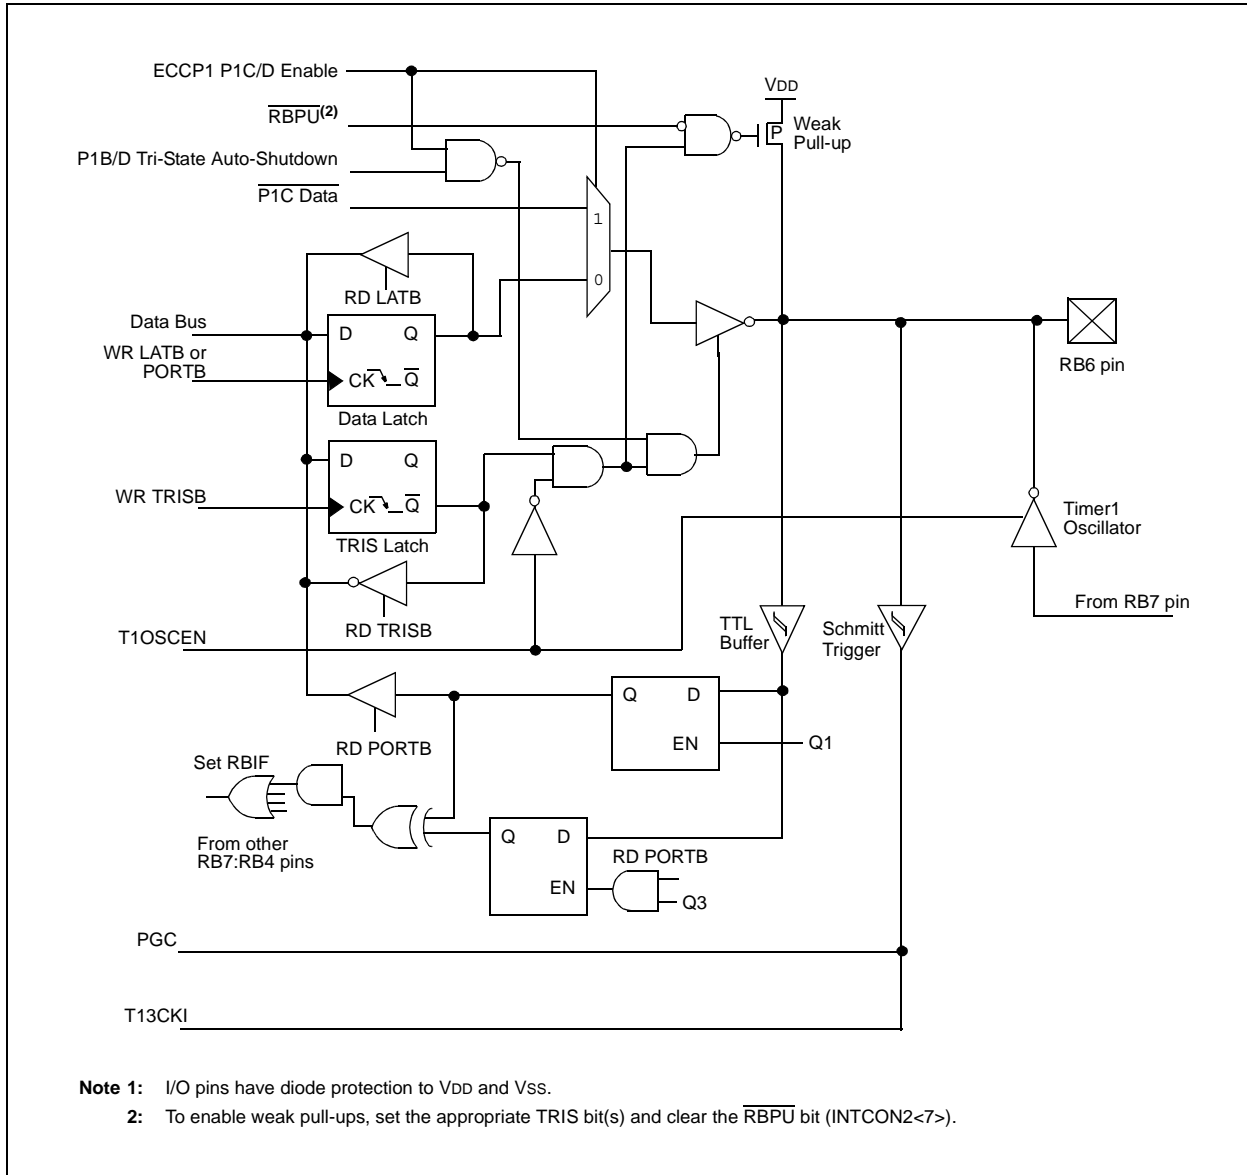 ECCP1 P1C/D Enable
VDD
RBPU(2)
P
Weak
Pull-up
P1B/D Tri-State Auto-Shutdown
P1C Data
1
0
RD LATB
Data Bus
D Q
WR LATB or
PORTB
CK Q
Data Latch
RB6 pin
D Q
WR TRISB
CK Q
TRIS Latch
Timer1
Oscillator
RD TRISB
From RB7 pin
T1OSCEN
TTL
Buffer
Schmitt
Trigger
Q D
EN
Q1
RD PORTB
Set RBIF
From other
RB7:RB4 pins
Q D
EN
RD PORTB
Q3
PGC
T13CKI
Note 1: I/O pins have diode protection to VDD and VSS.
2: To enable weak pull-ups, set the appropriate TRIS bit(s) and clear the RBPU bit (INTCON2<7>).